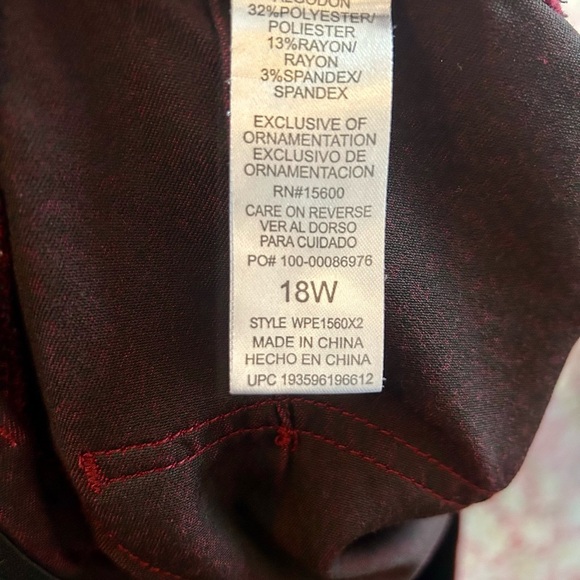 ALGODON
32%POLYESTER/
POLIESTER
13%RAYON/
RAYON
3%SPANDEX/
SPANDEX
EXCLUSIVE OF
ORNAMENTATION
EXCLUSIVO DE
ORNAMENTACION
RN#15600
CARE ON REVERSE
VER AL DORSO
PARA CUIDADO
PO# 100-00086976
18W
STYLE WPE1560X2
MADE IN CHINA
HECHO EN CHINA
UPC 193596196612